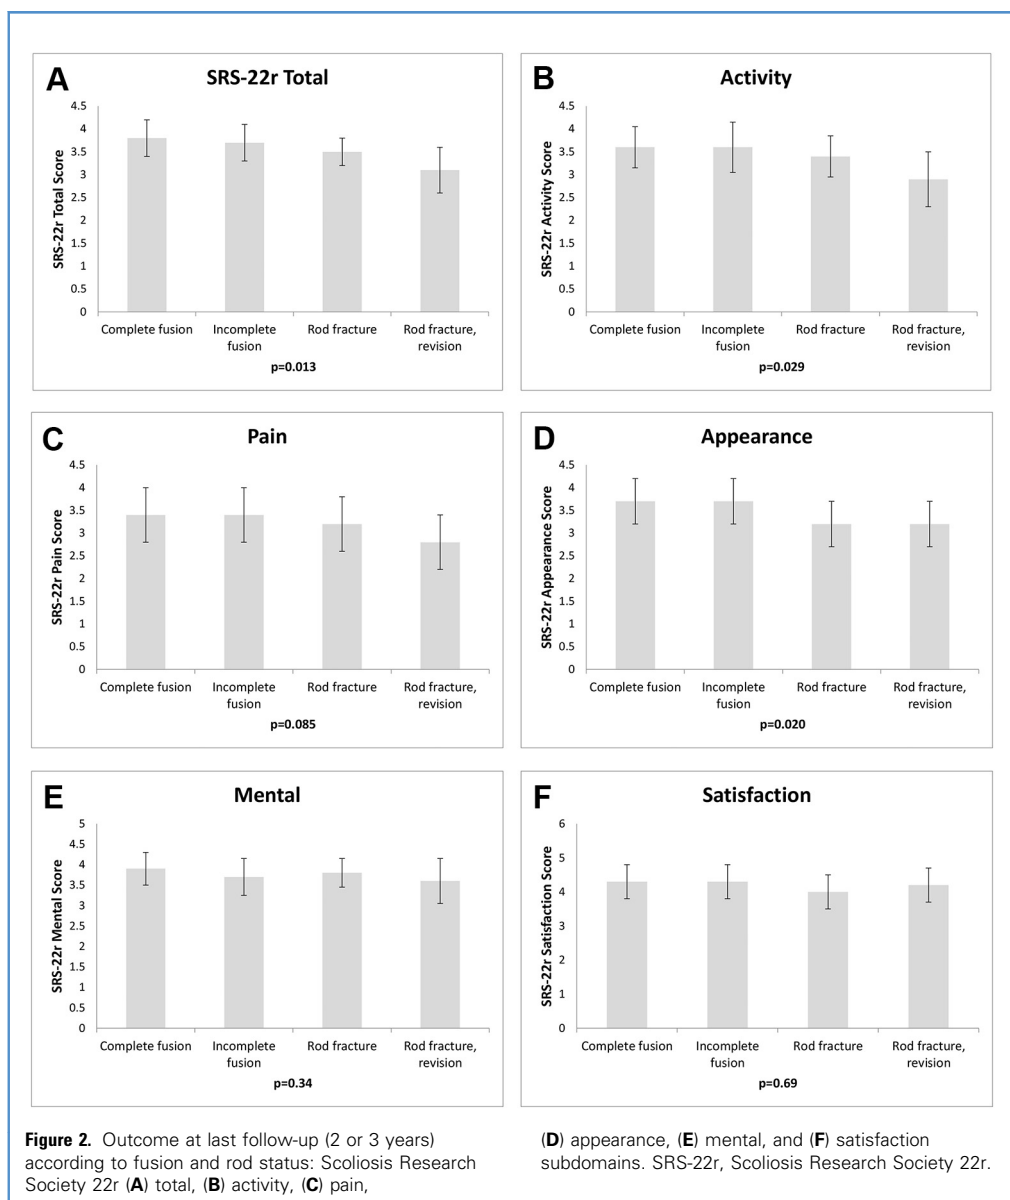 A
SRS-22r Total
SRS-22r Total Score
4.5
4
3.5
3
2.5
2
1.5
1
0.5
0
Complete fusion
Incomplete
fusion
Rod fracture
Rod fracture,
revision
p=0.013
B
Activity
SRS-22r Activity Score
4.5
4
3.5
3
2.5
2
1.5
1
0.5
0
Complete fusion
Incomplete
fusion
Rod fracture
Rod fracture,
revision
p=0.029
C
Pain
SRS-22r Pain Score
4.5
4
3.5
3
2.5
2
1.5
1
0.5
0
Complete fusion
Incomplete
fusion
Rod fracture
Rod fracture,
revision
p=0.085
D
Appearance
SRS-22r Appearance Score
4.5
4
3.5
3
2.5
2
1.5
1
0.5
0
Complete fusion
Incomplete
fusion
Rod fracture
Rod fracture,
revision
p=0.020
E
Mental
SRS-22r Mental Score
5
4.5
4
3.5
3
2.5
2
1.5
1
0.5
0
Complete fusion
Incomplete
fusion
Rod fracture
Rod fracture,
revision
p=0.34
F
Satisfaction
SRS-22r Satisfaction Score
6
5
4
3
2
1
0
Complete fusion
Incomplete
fusion
Rod fracture
Rod fracture,
revision
p=0.69
Figure 2. Outcome at last follow-up (2 or 3 years)
according to fusion and rod status: Scoliosis Research
Society 22r (A) total, (B) activity, (C) pain,
(D) appearance, (E) mental, and (F) satisfaction
subdomains. SRS-22r, Scoliosis Research Society 22r.